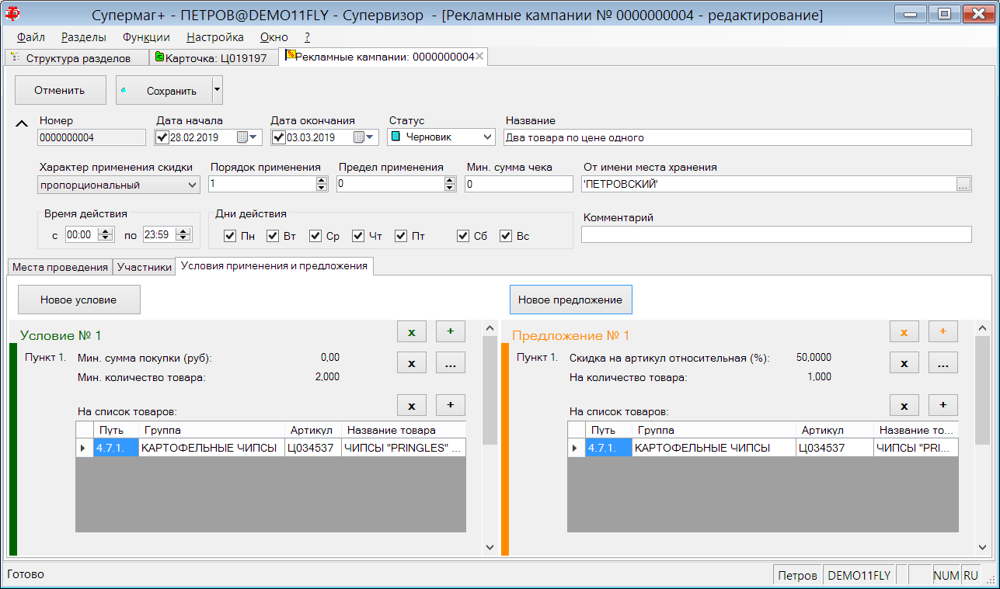 Супермаг+ - ПЕТРОВ@DEMO11FLY - Супервизор - [Рекламные кампании № 0000000004 - редактирование]
Файл Разделы Функции Настройка Окно ?
Структура разделов Карточка: Ц019197 Рекламные кампании: 0000000004
Отменить Сохранить
Номер Дата начала Дата окончания Статус Название
0000000004 28.02.2019 03.03.2019 Черновик Два товара по цене одного
Характер применения скидки Порядок применения Предел применения Мин. сумма чека От имени места хранения
пропорциональный 1 0 0 'ПЕТРОВСКИЙ' ...
Время действия Дни действия Комментарий
с 00:00 по 23:59 Пн Вт Ср Чт Пт Сб Вс
Места проведения Участники Условия применения и предложения
Новое условие Новое предложение
Условие № 1 x + Предложение № 1 x +
Пункт 1. Мин. сумма покупки (руб): 0,00 x ... Пункт 1. Скидка на артикул относительная (%): 50,0000 x ...
Мин. количество товара: 2,000 На количество товара: 1,000
На список товаров: x + На список товаров: x +
Путь Группа Артикул Название товара Путь Группа Артикул Название то...
4.7.1. КАРТОФЕЛЬНЫЕ ЧИПСЫ Ц034537 ЧИПСЫ "PRINGLES" ... 4.7.1. КАРТОФЕЛЬНЫЕ ЧИПСЫ Ц034537 ЧИПСЫ "PRI...
Готово Петров DEMO11FLY NUM RU